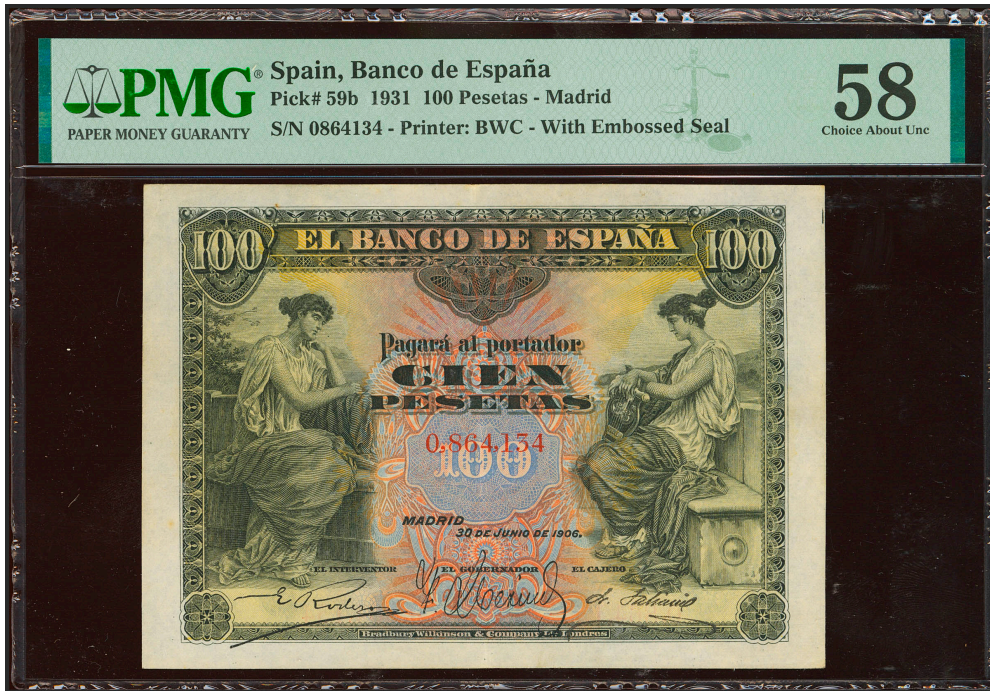 PMG®
PAPER MONEY GUARANTY
Spain, Banco de España
Pick# 59b 1931 100 Pesetas - Madrid
S/N 0864134 - Printer: BWC - With Embossed Seal
58
Choice About Unc
100 EL BANCO DE ESPAÑA 100
Pagará al portador
CIEN
PESETAS
0,864,134
100
MADRID
30 DE JUNIO DE 1906.
EL INTERVENTOR EL GOBERNADOR EL CAJERO
Bradbury Wilkinson & Company Ld. Londres